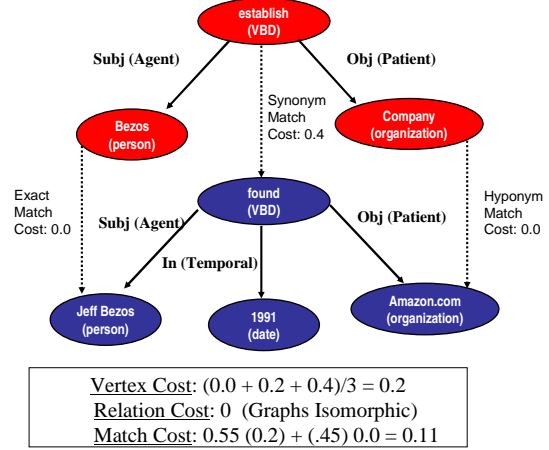 establish
(VBD)
Subj (Agent)
Obj (Patient)
Synonym
Match
Cost: 0.4
Bezos
(person)
Company
(organization)
Exact
Match
Cost: 0.0
found
(VBD)
Hyponym
Match
Cost: 0.0
Subj (Agent)
Obj (Patient)
In (Temporal)
Jeff Bezos
(person)
1991
(date)
Amazon.com
(organization)
Vertex Cost: (0.0 + 0.2 + 0.4)/3 = 0.2
Relation Cost: 0 (Graphs Isomorphic)
Match Cost: 0.55 (0.2) + (.45) 0.0 = 0.11